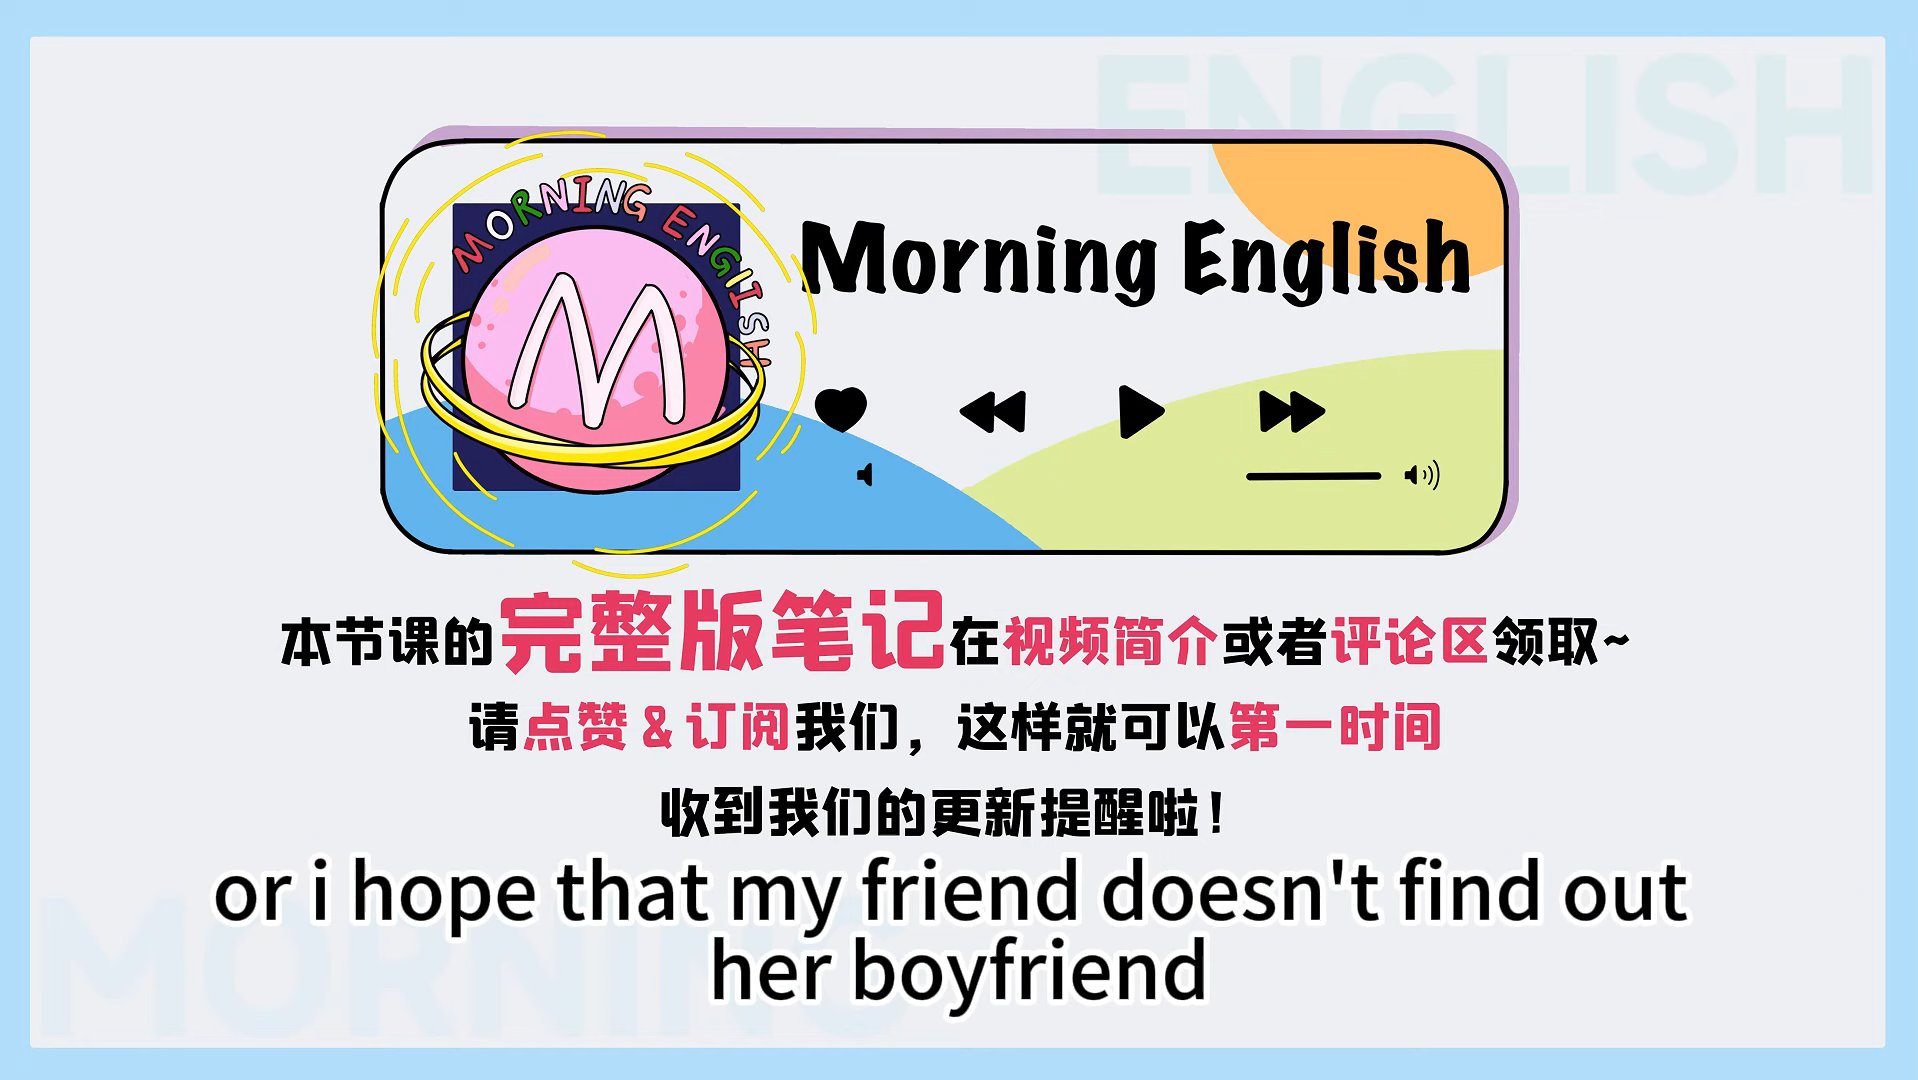 ENGLISH
MORNING ENGLISH
M
Morning English
本节课的完整版笔记在视频简介或者评论区领取~
请点赞&订阅我们，这样就可以第一时间
收到我们的更新提醒啦！
or i hope that my friend doesn't find out
her boyfriend
MORNING